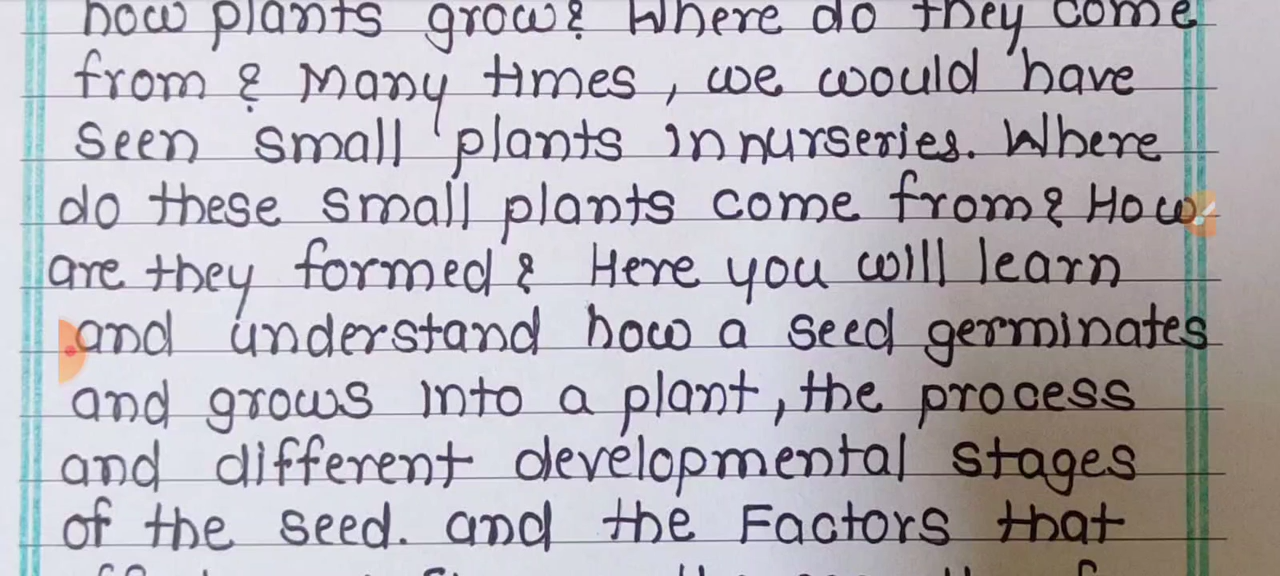 how plants grow? Where do they come
from? Many times, we would have
seen small plants in nurseries. Where
do these small plants come from? How
are they formed? Here you will learn
and understand how a seed germinates
and grows into a plant, the process
and different developmental stages
of the seed. and the Factors that